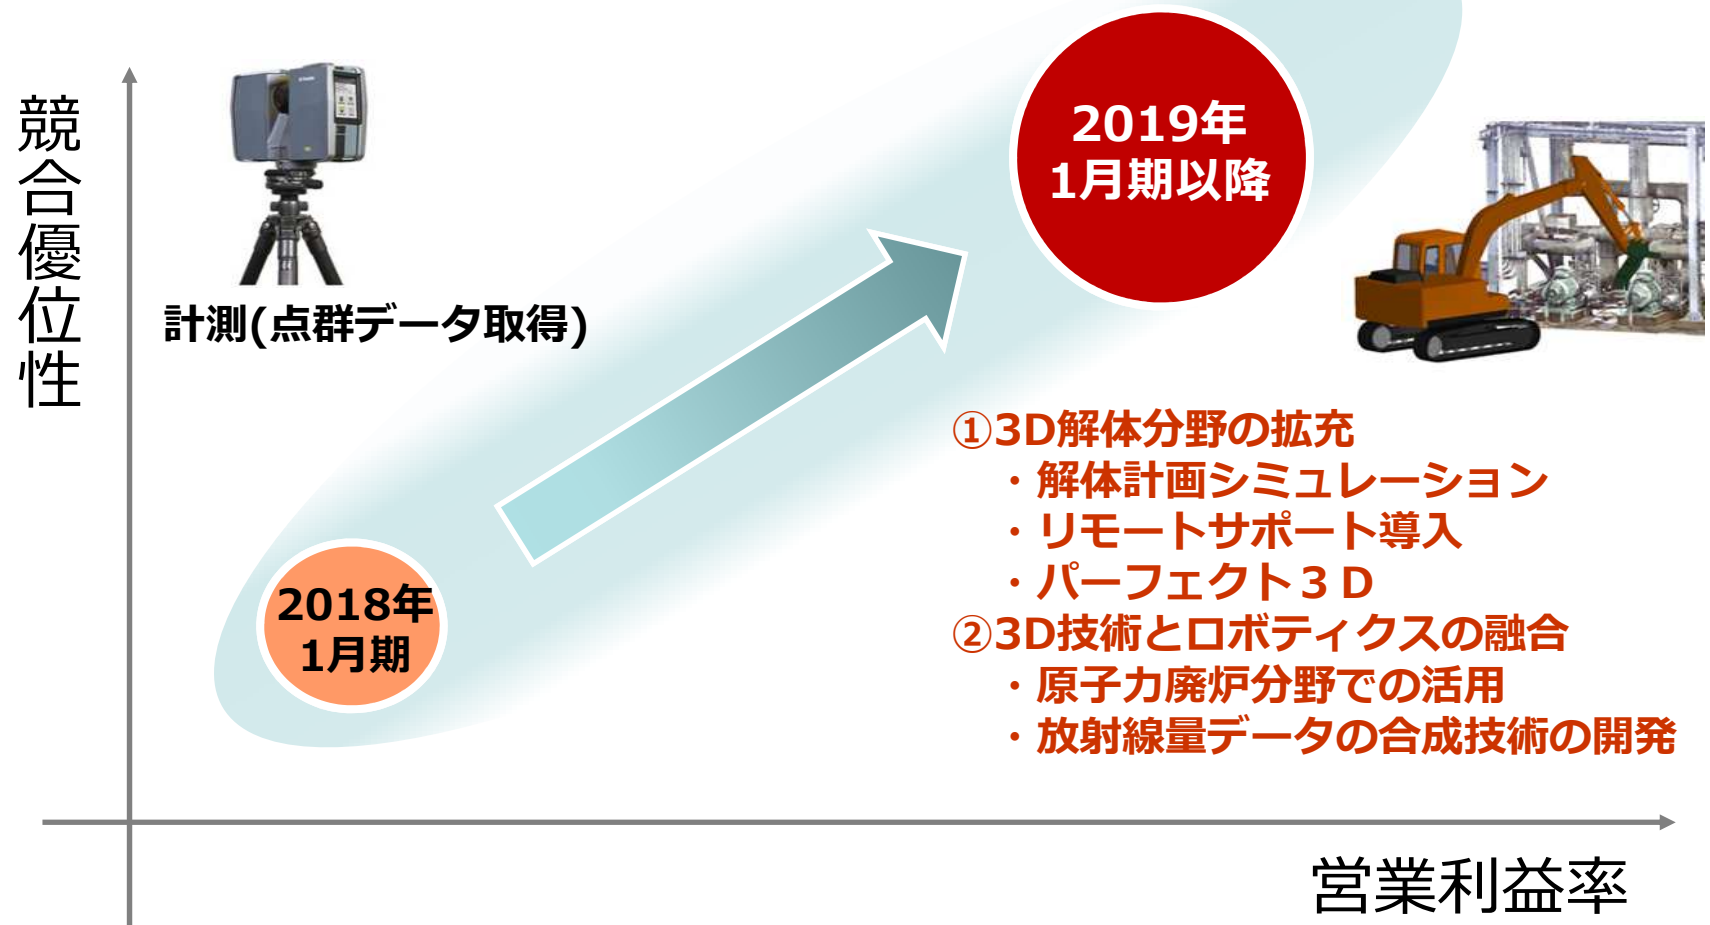 競合優位性
計測(点群データ取得)
2019年
1月期以降
2018年
1月期
①3D解体分野の拡充
・解体計画シミュレーション
・リモートサポート導入
・パーフェクト３Ｄ
②3D技術とロボティクスの融合
・原子力廃炉分野での活用
・放射線量データの合成技術の開発
営業利益率